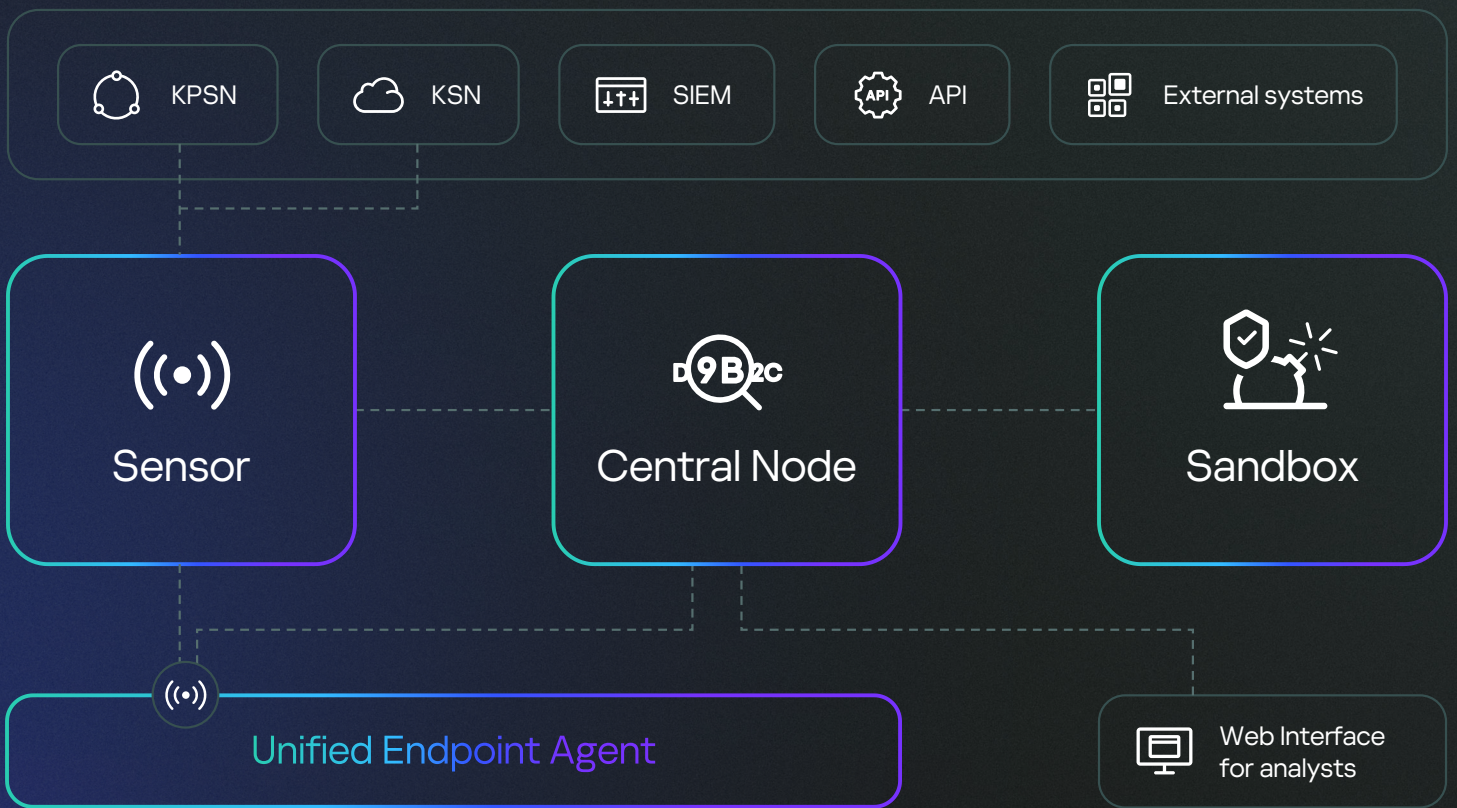 KPSN
KSN
SIEM
API
API
External systems
D9B2C
Sensor
Central Node
Sandbox
Unified Endpoint Agent
Web Interface
for analysts